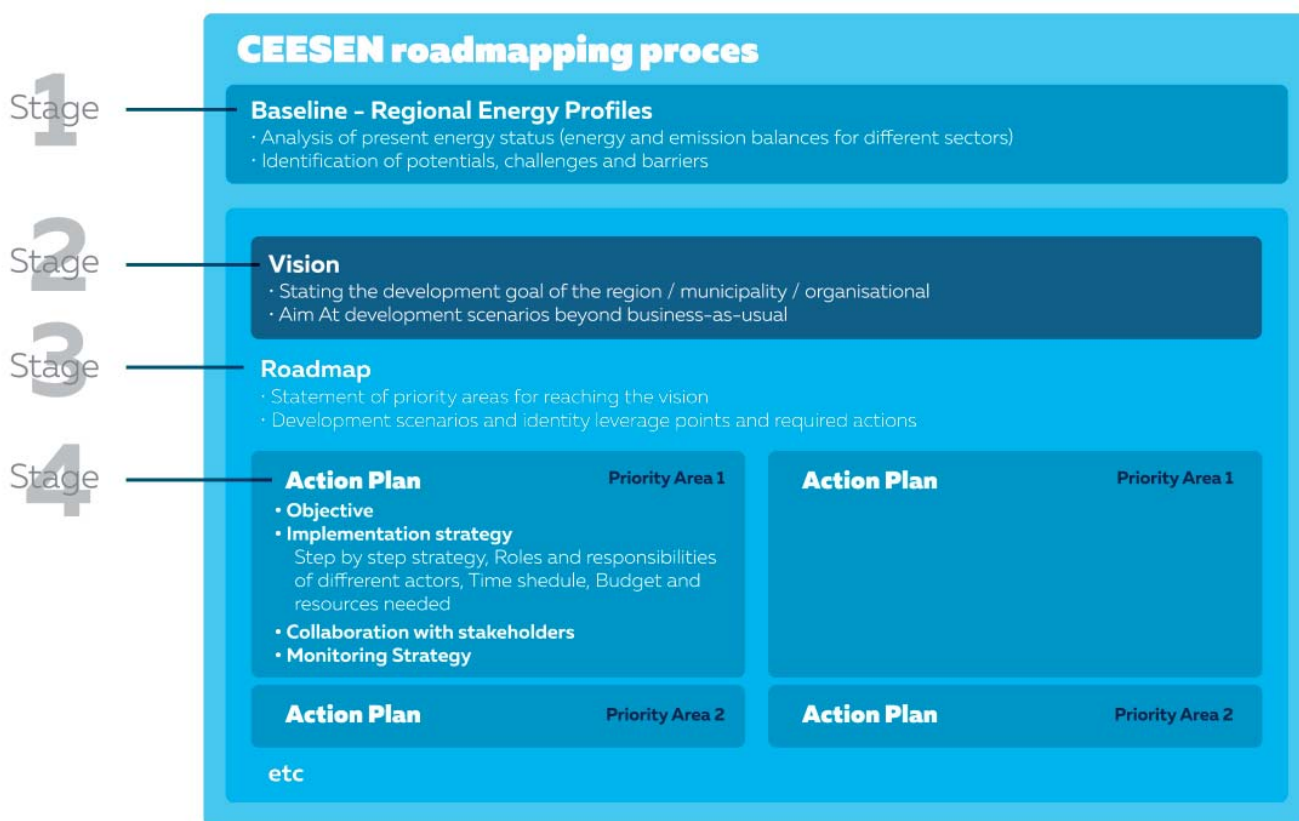 CEESEN roadmapping proces
Stage 1
Baseline - Regional Energy Profiles
· Analysis of present energy status (energy and emission balances for different sectors)
· Identification of potentials, challenges and barriers
Stage 2
Vision
· Stating the development goal of the region / municipality / organisational
· Aim At development scenarios beyond business-as-usual
Stage 3
Roadmap
· Statement of priority areas for reaching the vision
· Development scenarios and identity leverage points and required actions
Stage 4
Action Plan Priority Area 1
• Objective
• Implementation strategy
Step by step strategy, Roles and responsibilities
of diffrerent actors, Time shedule, Budget and
resources needed
• Collaboration with stakeholders
• Monitoring Strategy
Action Plan Priority Area 1
Action Plan Priority Area 2
Action Plan Priority Area 2
etc